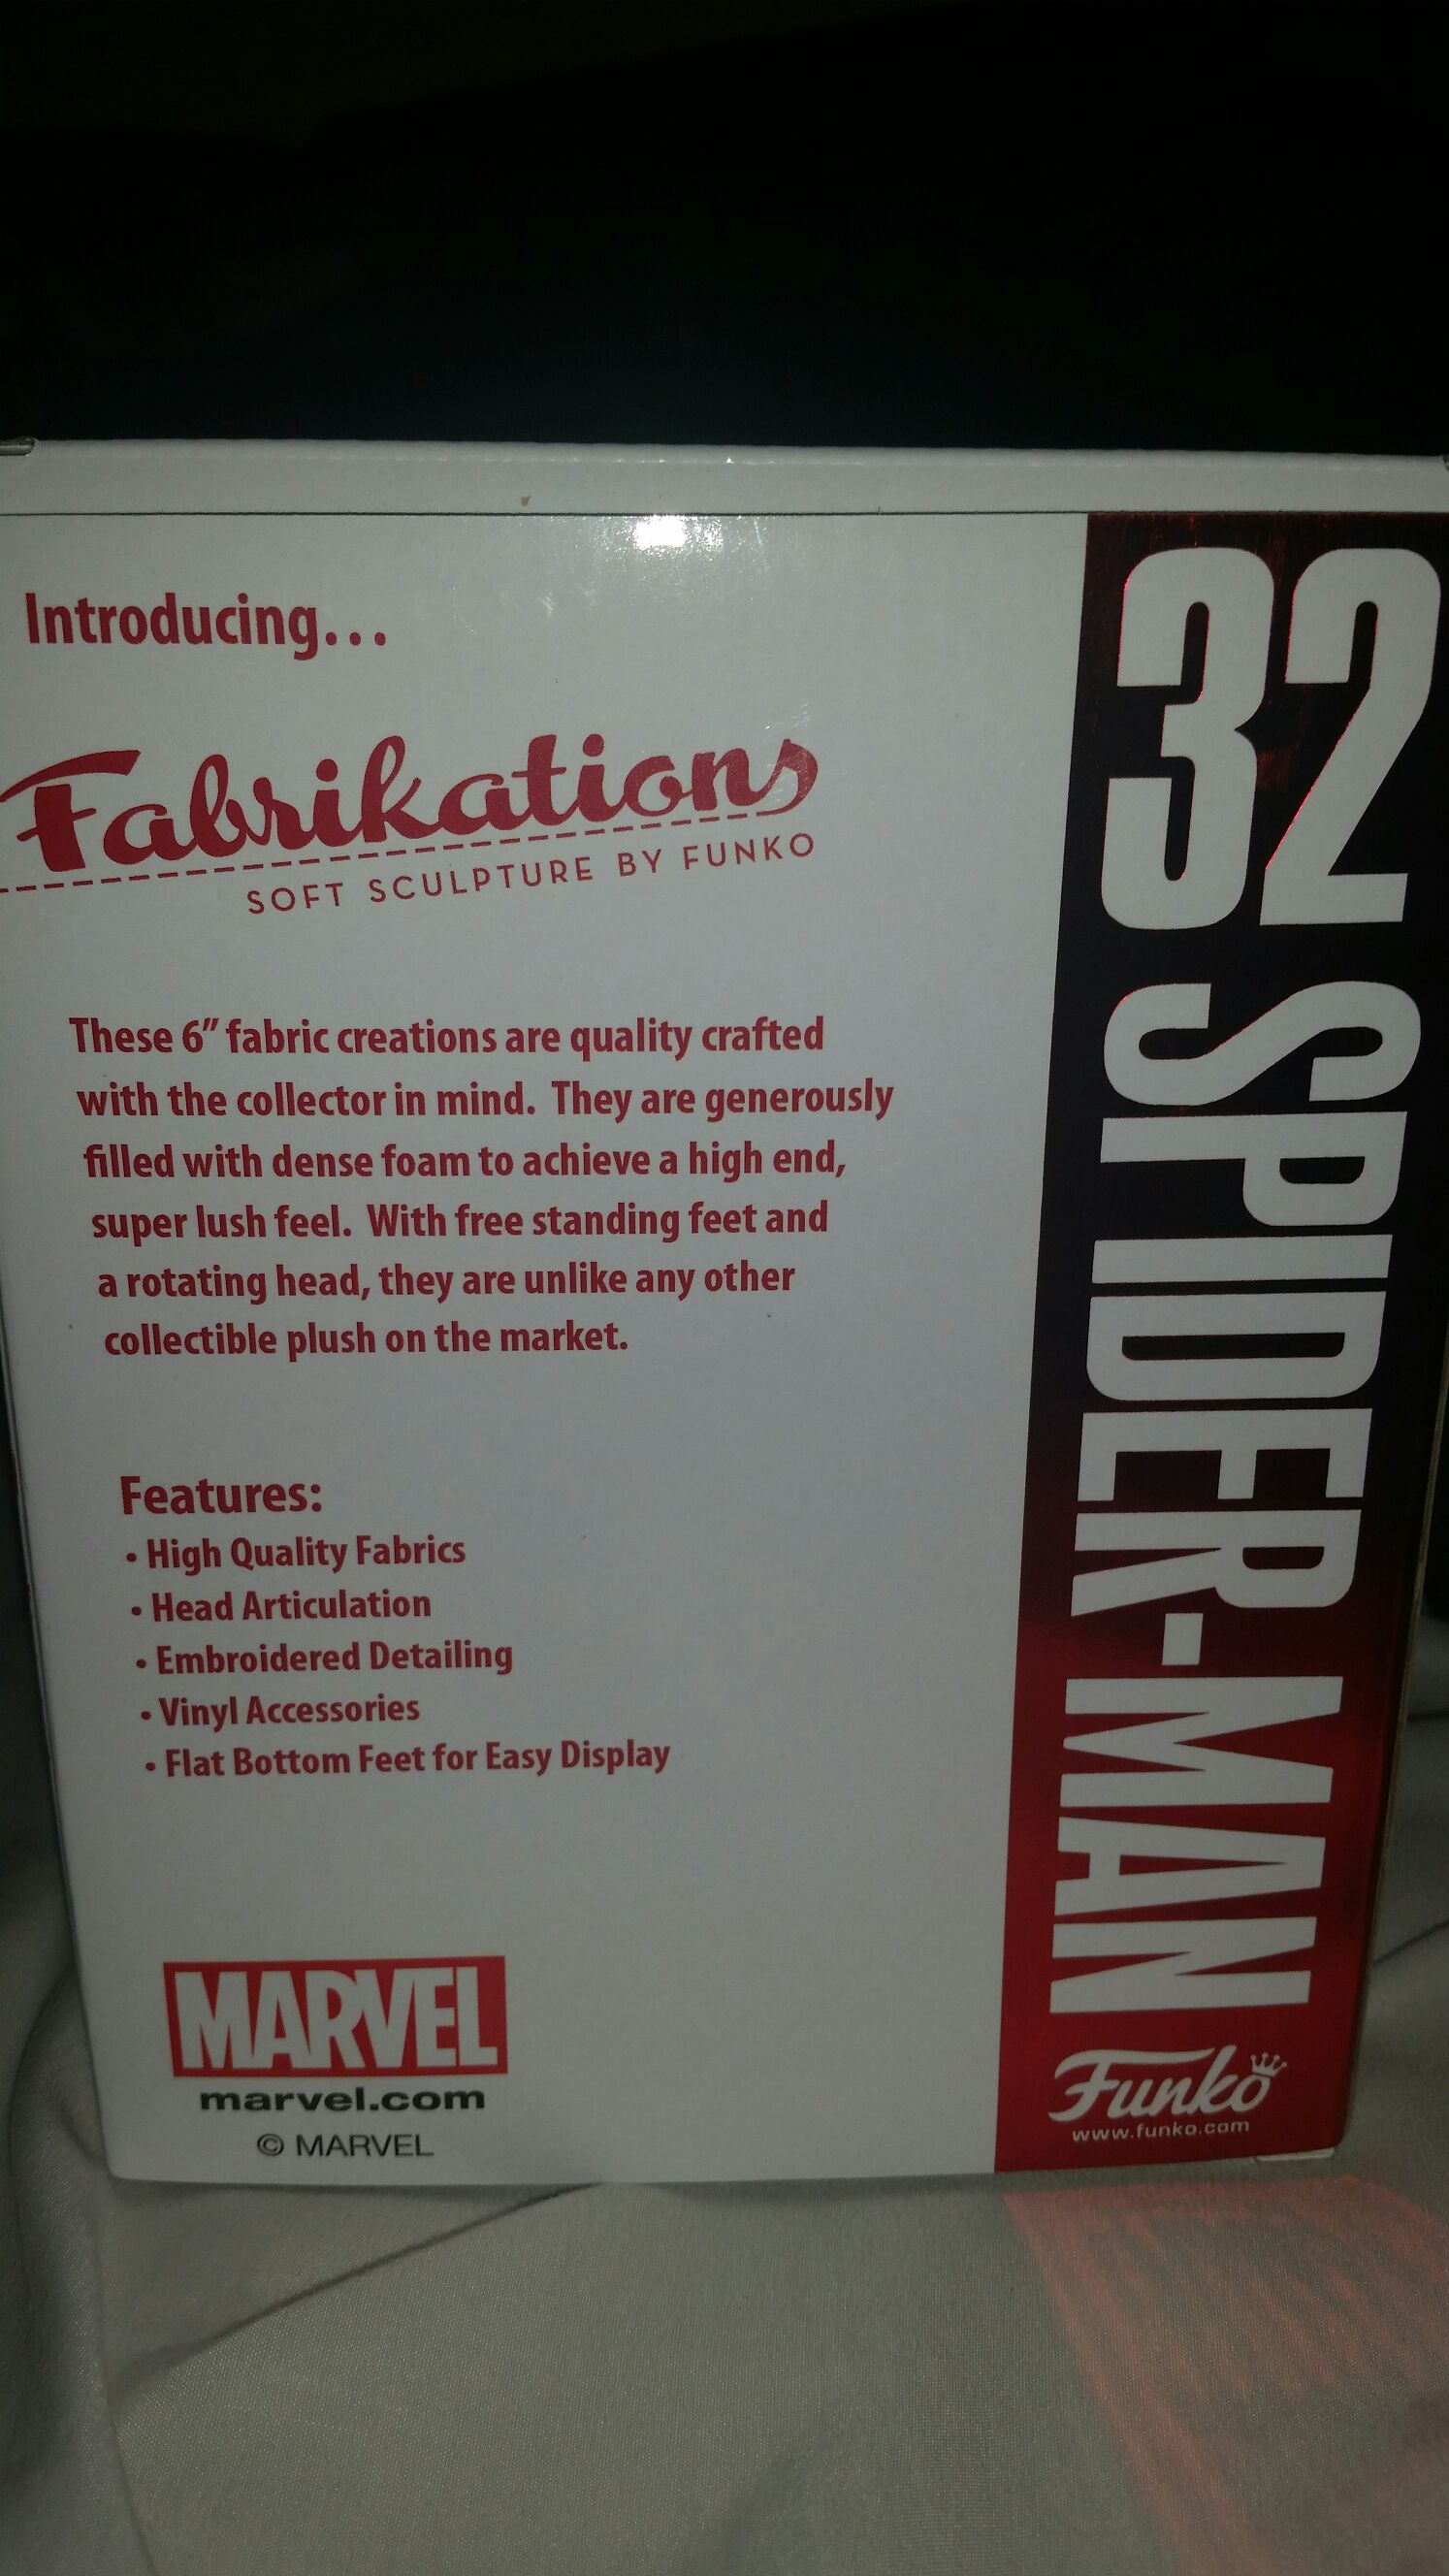 Introducing...
Fabrikations
SOFT SCULPTURE BY FUNKO
These 6" fabric creations are quality crafted
with the collector in mind. They are generously
filled with dense foam to achieve a high end,
super lush feel. With free standing feet and
a rotating head, they are unlike any other
collectible plush on the market.
Features:
• High Quality Fabrics
• Head Articulation
• Embroidered Detailing
• Vinyl Accessories
• Flat Bottom Feet for Easy Display
MARVEL
marvel.com
© MARVEL
32 SPIDER-MAN
Funko
www.funko.com